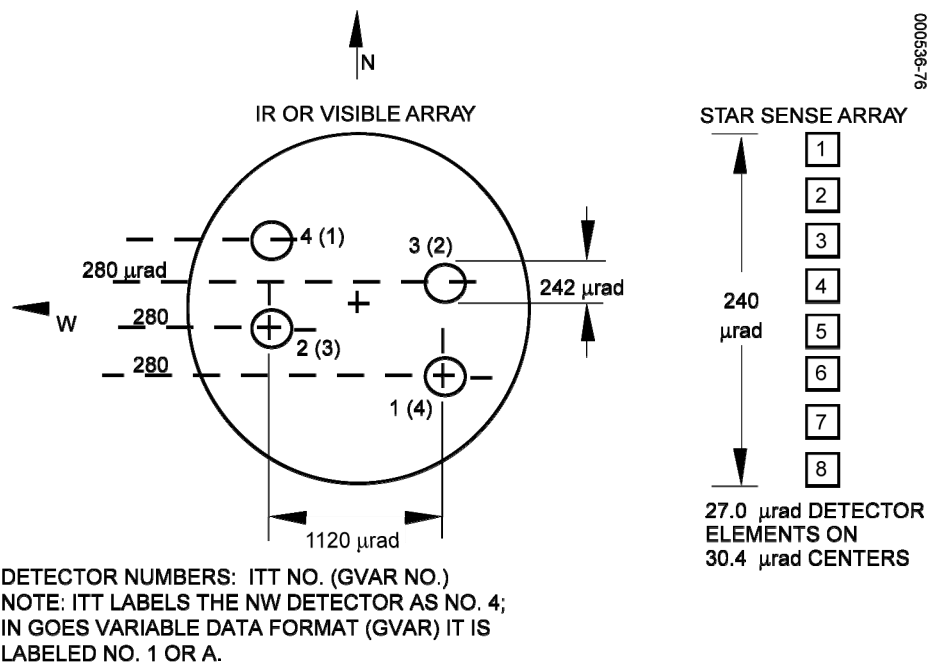 000536-76
N
IR OR VISIBLE ARRAY
STAR SENSE ARRAY
4 (1)
3 (2)
280 µrad
242 µrad
W
280
2 (3)
280
1 (4)
1120 µrad
1
2
3
4
5
6
7
8
240
µrad
27.0 µrad DETECTOR
ELEMENTS ON
30.4 µrad CENTERS
DETECTOR NUMBERS: ITT NO. (GVAR NO.)
NOTE: ITT LABELS THE NW DETECTOR AS NO. 4;
IN GOES VARIABLE DATA FORMAT (GVAR) IT IS
LABELED NO. 1 OR A.